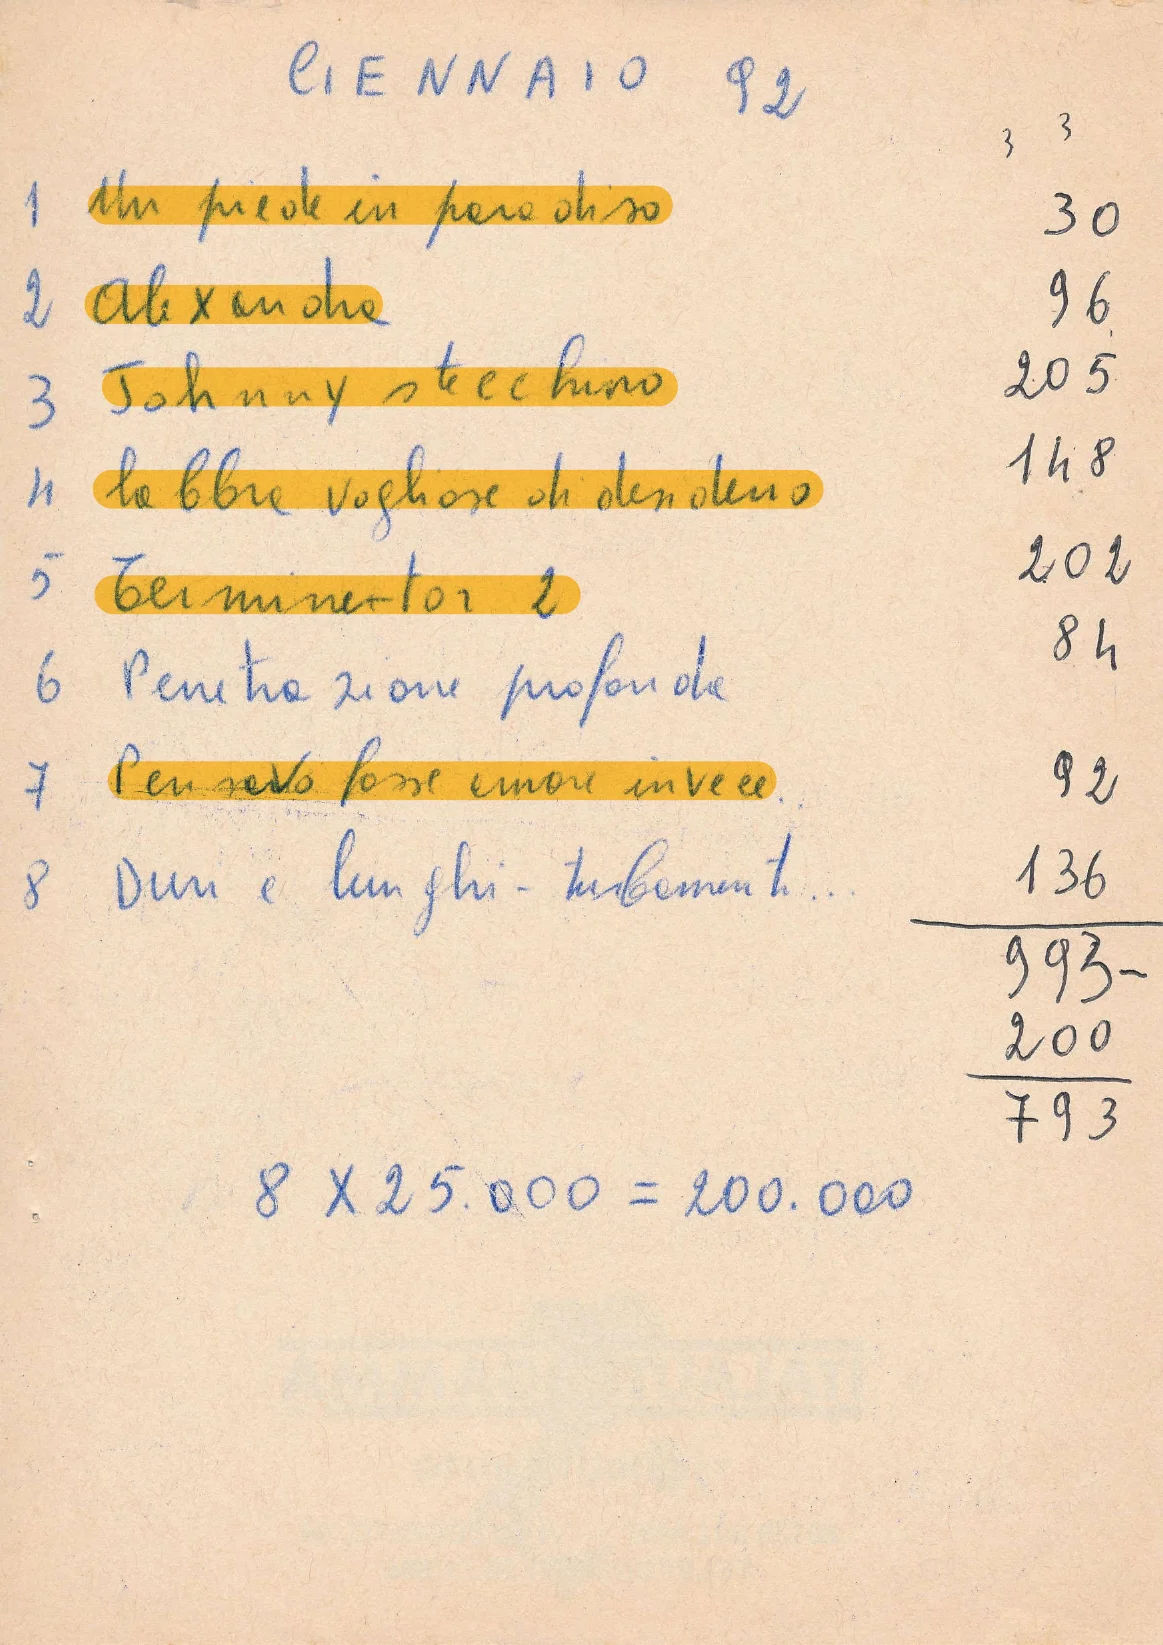 GENNAIO 92
3 3
1 Un piede in paradiso 30
2 Alexandra 96
3 Johnny stecchino 205
4 labbra vogliose di desiderio 148
5 Terminator 2 202
6 Penetrazione profonda 84
7 Pensavo fosse amore invece.. 92
8 Duri e lunghi - turbamenti... 136
993-
200
793
8 X 25.000 = 200.000